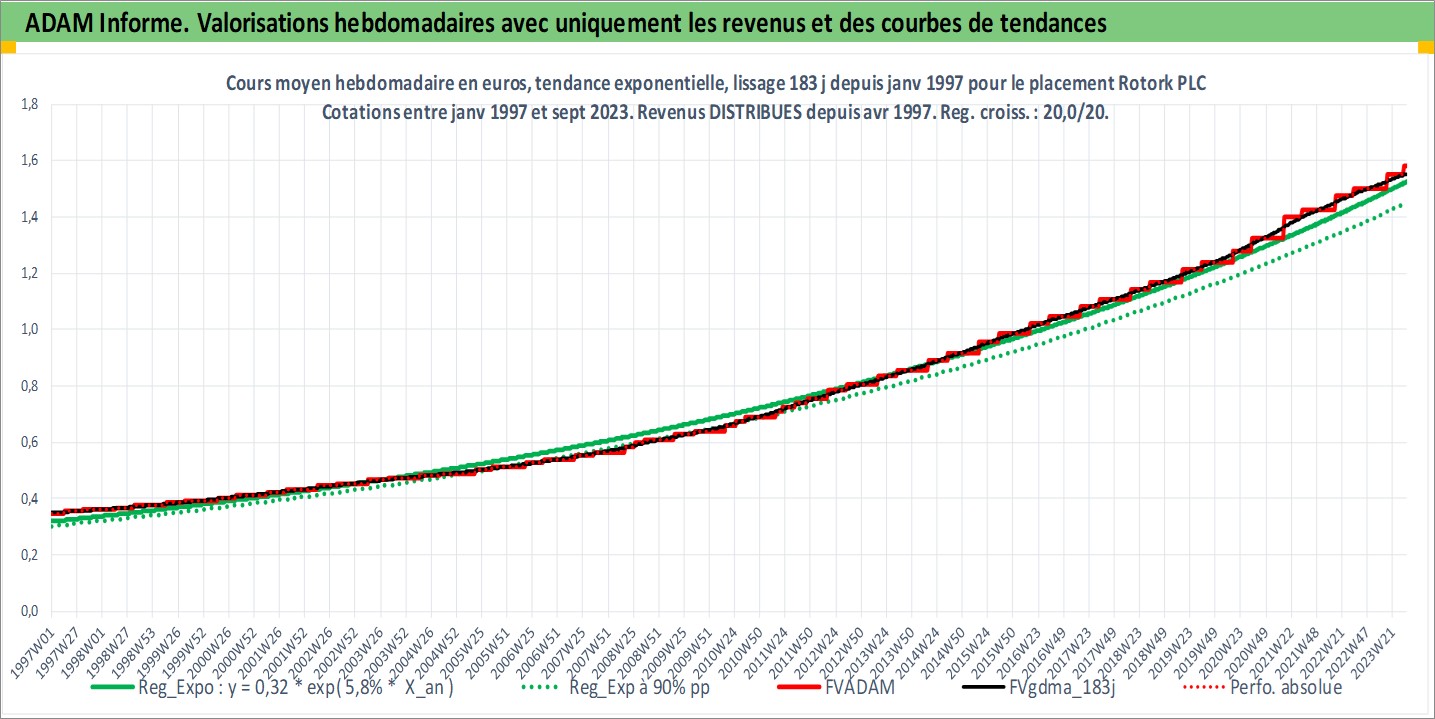 ADAM Informe. Valorisations hebdomadaires avec uniquement les revenus et des courbes de tendances
Cours moyen hebdomadaire en euros, tendance exponentielle, lissage 183 j depuis janv 1997 pour le placement Rotork PLC
Cotations entre janv 1997 et sept 2023. Revenus DISTRIBUES depuis avr 1997. Reg. croiss. : 20,0/20.
1,8
1,6
1,4
1,2
1,0
0,8
0,6
0,4
0,2
0,0
1997W01
1997W27
1998W01
1998W27
1998W53
1999W26
1999W52
2000W26
2000W52
2001W26
2001W52
2002W26
2002W52
2003W26
2003W52
2004W26
2004W52
2005W25
2005W51
2006W25
2006W51
2007W25
2007W51
2008W25
2008W51
2009W25
2009W51
2010W24
2010W50
2011W24
2011W50
2012W24
2012W50
2013W24
2013W50
2014W24
2014W50
2015W24
2015W50
2016W23
2016W49
2017W23
2017W49
2018W23
2018W49
2019W23
2019W49
2020W23
2020W49
2021W22
2021W48
2022W21
2022W47
2023W21
Reg_Expo : y = 0,32 * exp( 5,8% * X_an )
Reg_Exp à 90% pp
FVADAM
FVgdma_183j
Perfo. absolue